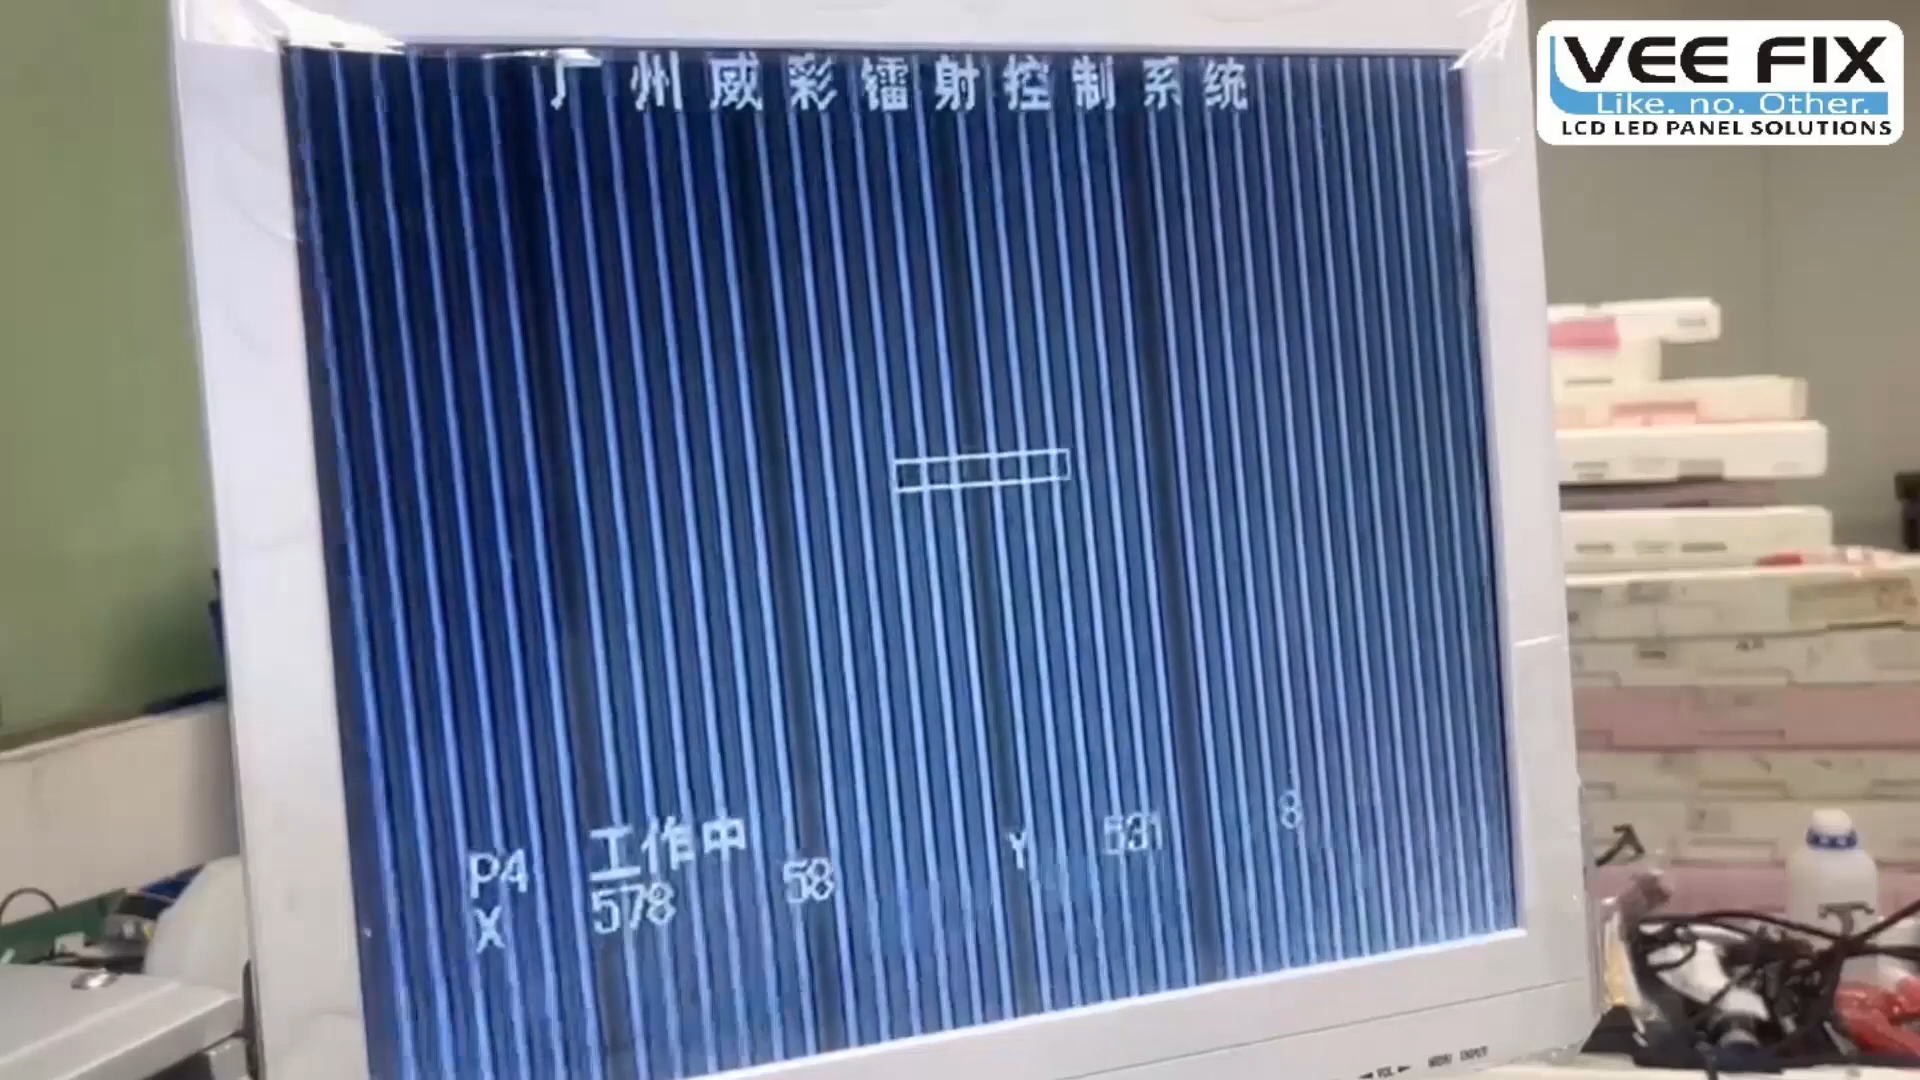 广州威彩镭射控制系统
P4 工作中
X 578 58 Y 531 8
VEE FIX
Like. no. Other.
LCD LED PANEL SOLUTIONS
VOL